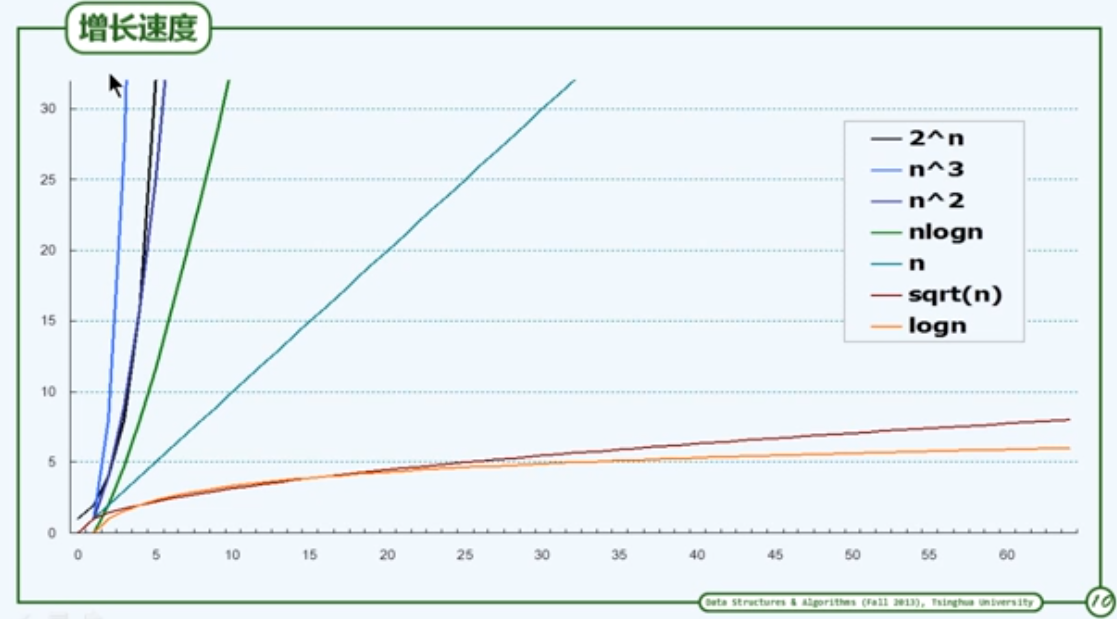 增长速度
30
25
20
15
10
5
0
2^n
n^3
n^2
nlogn
n
sqrt(n)
logn
0 5 10 15 20 25 30 35 40 45 50 55 60
Data Structures & Algorithms (Fall 2013), Tsinghua University
10